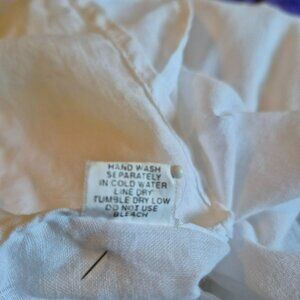 HAND WASH
SEPARATELY
IN COLD WATER
LINE DRY
TUMBLE DRY LOW
DO NOT USE
BLEACH